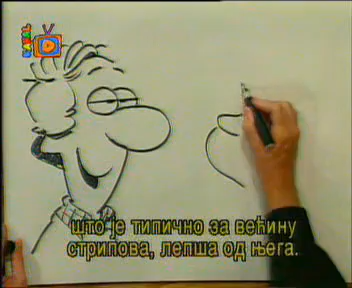 што је типично за већину
стрипова, лепша од њега.